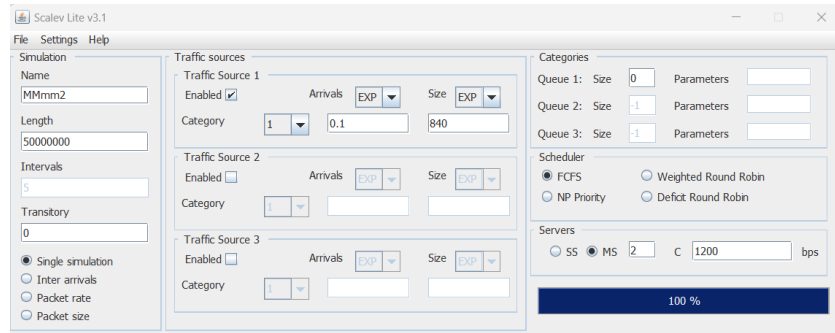 Scalev Lite v3.1
File Settings Help
Simulation
Name
MMmm2
Length
50000000
Intervals
5
Transitory
0
Single simulation
Inter arrivals
Packet rate
Packet size
Traffic sources
Traffic Source 1
Enabled Arrivals EXP Size EXP
Category 1 0.1 840
Traffic Source 2
Enabled Arrivals EXP Size EXP
Category 1
Traffic Source 3
Enabled Arrivals EXP Size EXP
Category 1
Categories
Queue 1: Size 0 Parameters
Queue 2: Size -1 Parameters
Queue 3: Size -1 Parameters
Scheduler
FCFS Weighted Round Robin
NP Priority Deficit Round Robin
Servers
SS MS 2 C 1200 bps
100 %